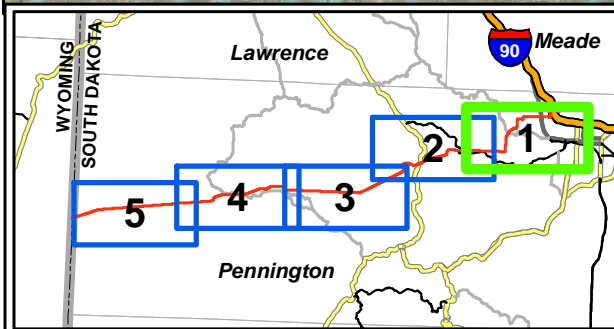 WYOMING
SOUTH DAKOTA
Lawrence
90
Meade
1
2
3
4
5
Pennington